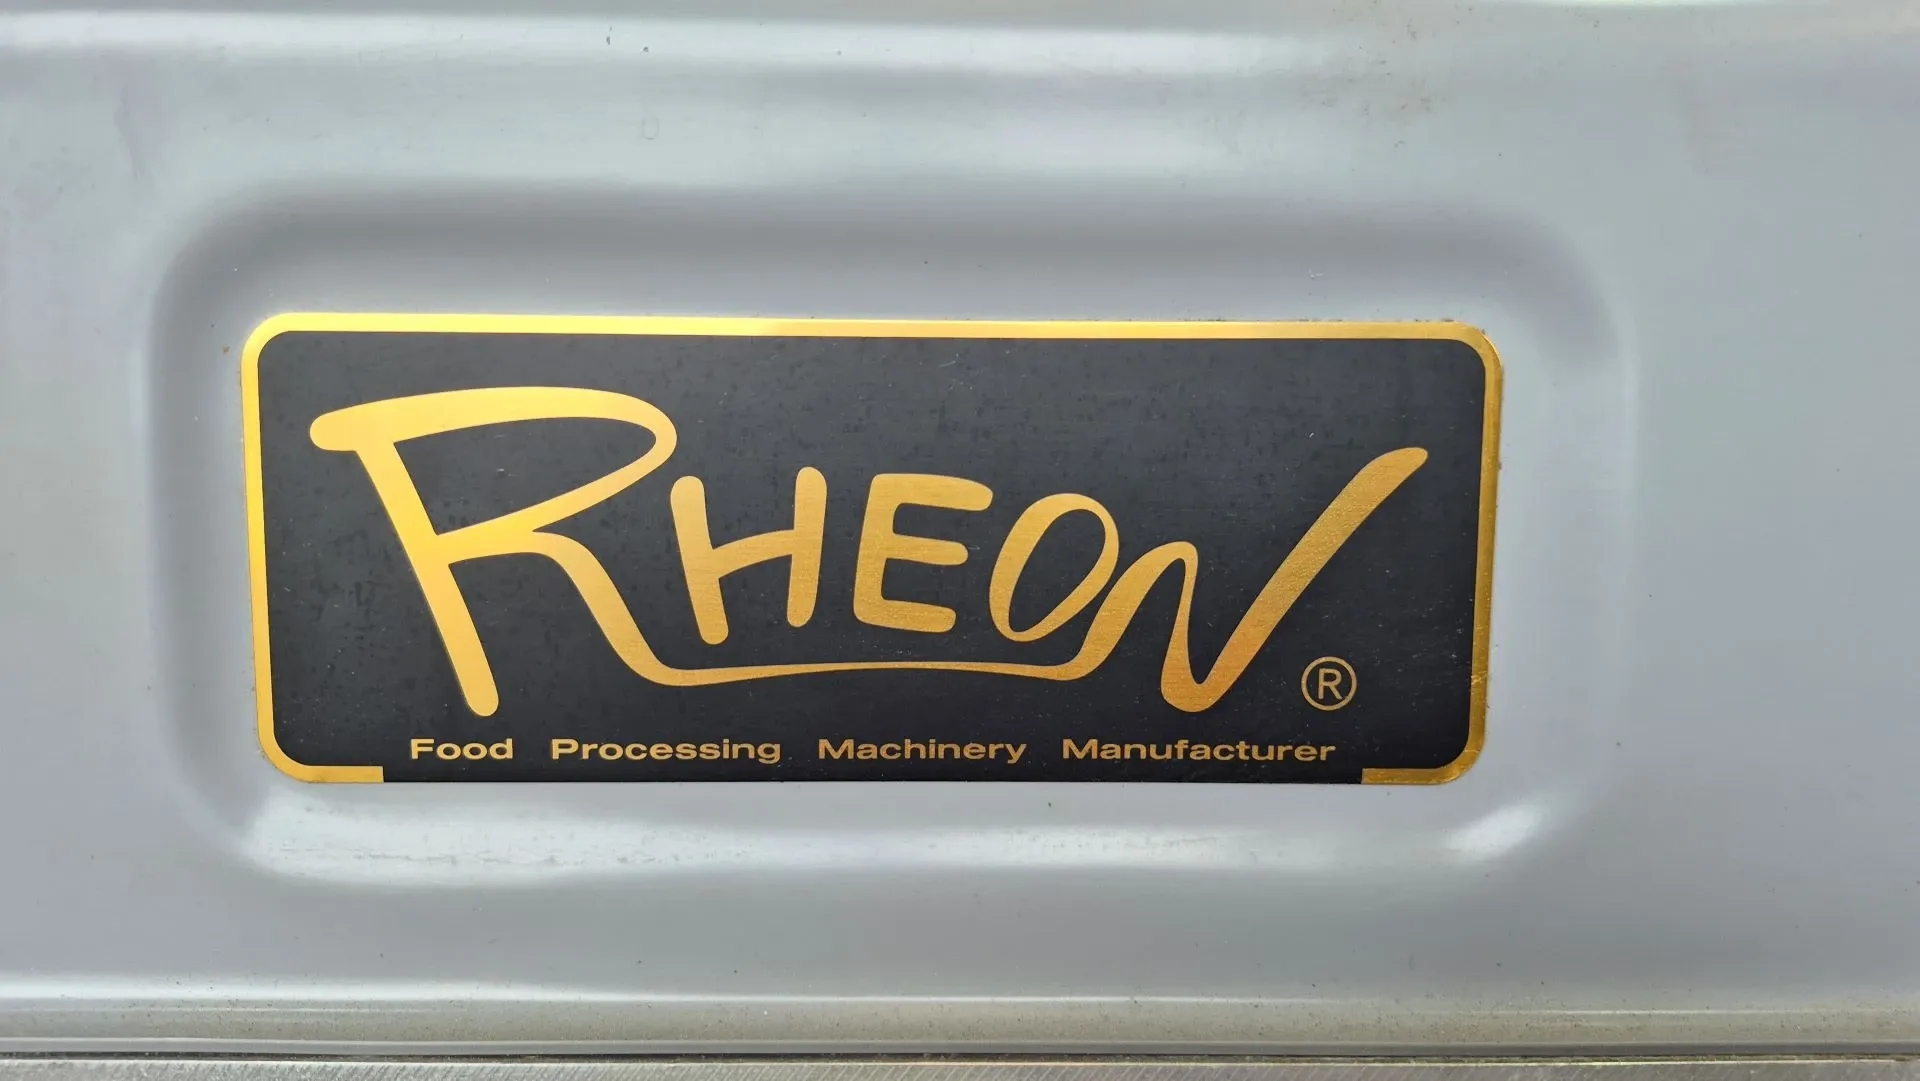 RHEON ®
Food Processing Machinery Manufacturer